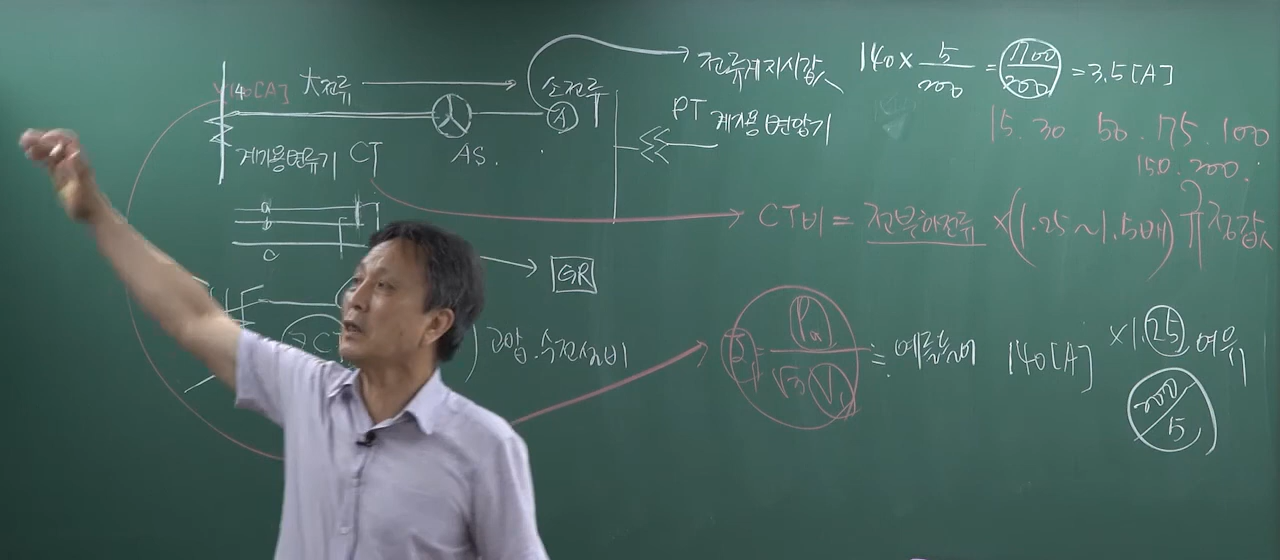 140[A] 大전류 소전류
A
계기용변류기 CT AS.
전류계지시값
PT 계기용변압기
140 × 5/200 = 700/200 = 3.5[A]
15. 30 50. 75. 100
150. 200.
CT비 = 전부하전류 × (1.25 ~ 1.5배) 정값
a
b
c
GR
고압.수전설비
I₁ = Pa/√3 V₁ ≒ 예를들어 140[A] × 1.25 여유
200/5